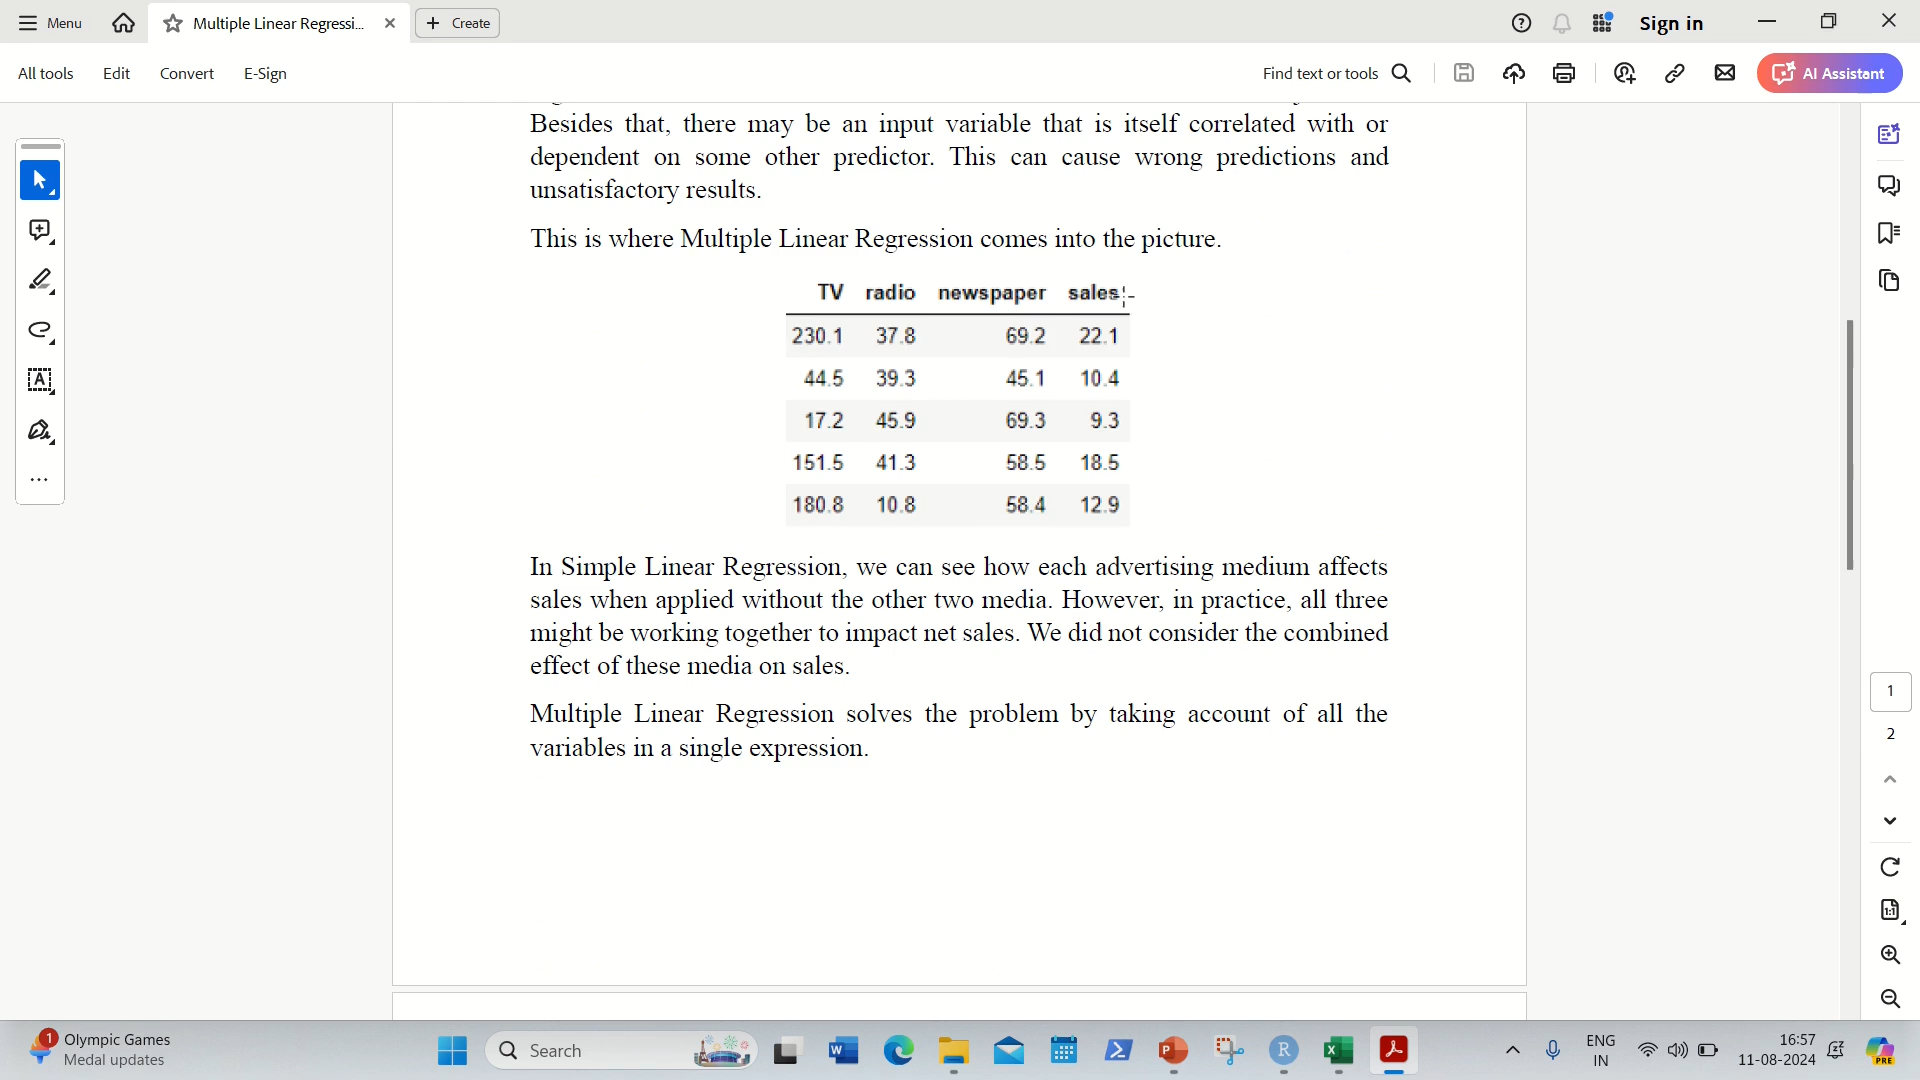 Menu
Multiple Linear Regressi...
Create
Sign in
All tools
Edit
Convert
E-Sign
Find text or tools
AI Assistant
Besides that, there may be an input variable that is itself correlated with or
dependent on some other predictor. This can cause wrong predictions and
unsatisfactory results.
This is where Multiple Linear Regression comes into the picture.
TV radio newspaper sales
230.1 37.8 69.2 22.1
44.5 39.3 45.1 10.4
17.2 45.9 69.3 9.3
151.5 41.3 58.5 18.5
180.8 10.8 58.4 12.9
In Simple Linear Regression, we can see how each advertising medium affects
sales when applied without the other two media. However, in practice, all three
might be working together to impact net sales. We did not consider the combined
effect of these media on sales.
Multiple Linear Regression solves the problem by taking account of all the
variables in a single expression.
1
2
1
Olympic Games
Medal updates
Search
ENG
IN
16:57
11-08-2024
PRE